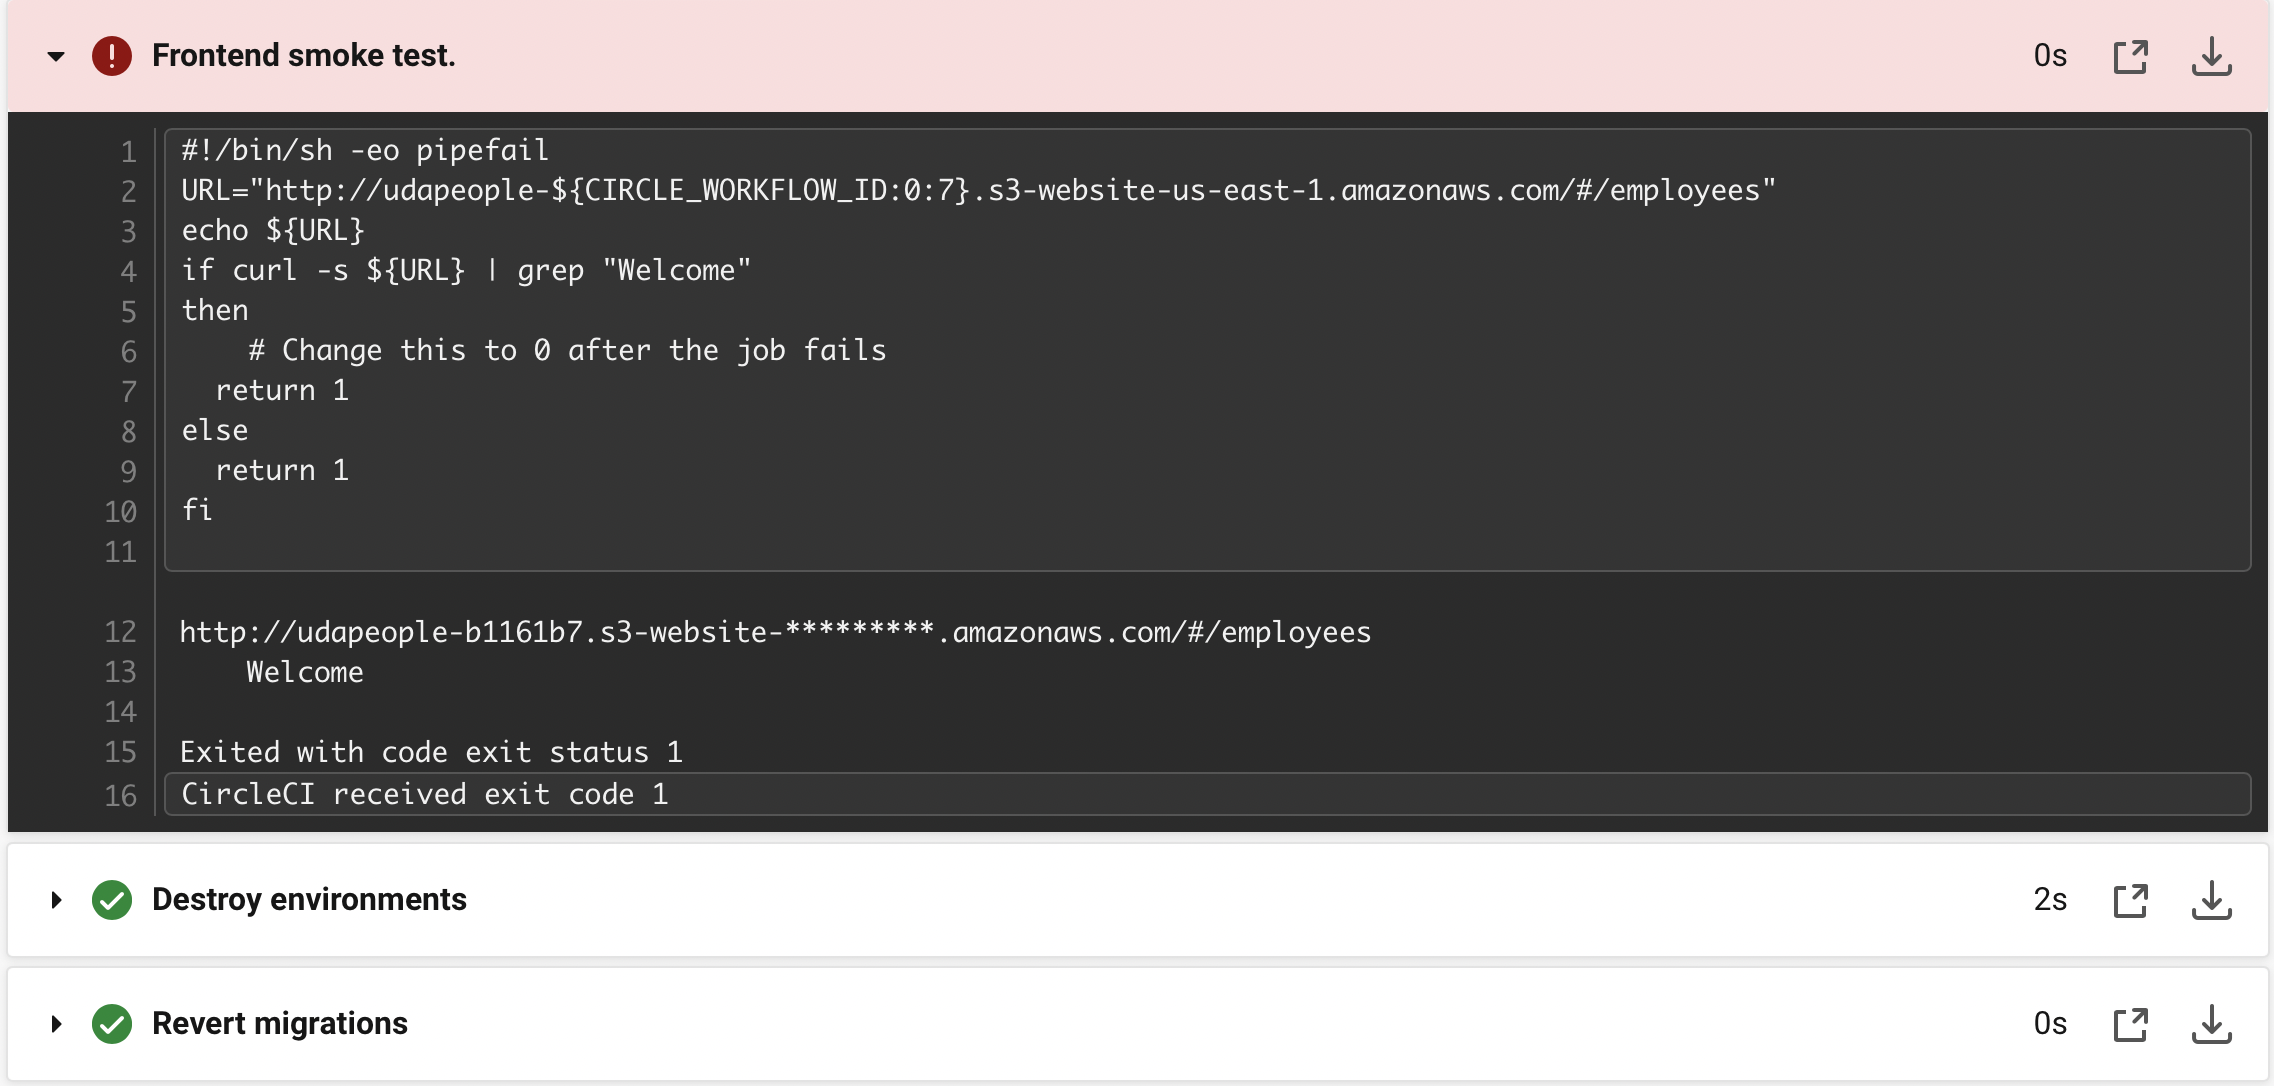 Frontend smoke test.
0s
1 #!/bin/sh -eo pipefail
2 URL="http://udapeople-${CIRCLE_WORKFLOW_ID:0:7}.s3-website-us-east-1.amazonaws.com/#/employees"
3 echo ${URL}
4 if curl -s ${URL} | grep "Welcome"
5 then
6     # Change this to 0 after the job fails
7   return 1
8 else
9   return 1
10 fi
11
12 http://udapeople-b1161b7.s3-website-*********.amazonaws.com/#/employees
13     Welcome
14
15 Exited with code exit status 1
16 CircleCI received exit code 1
Destroy environments
2s
Revert migrations
0s